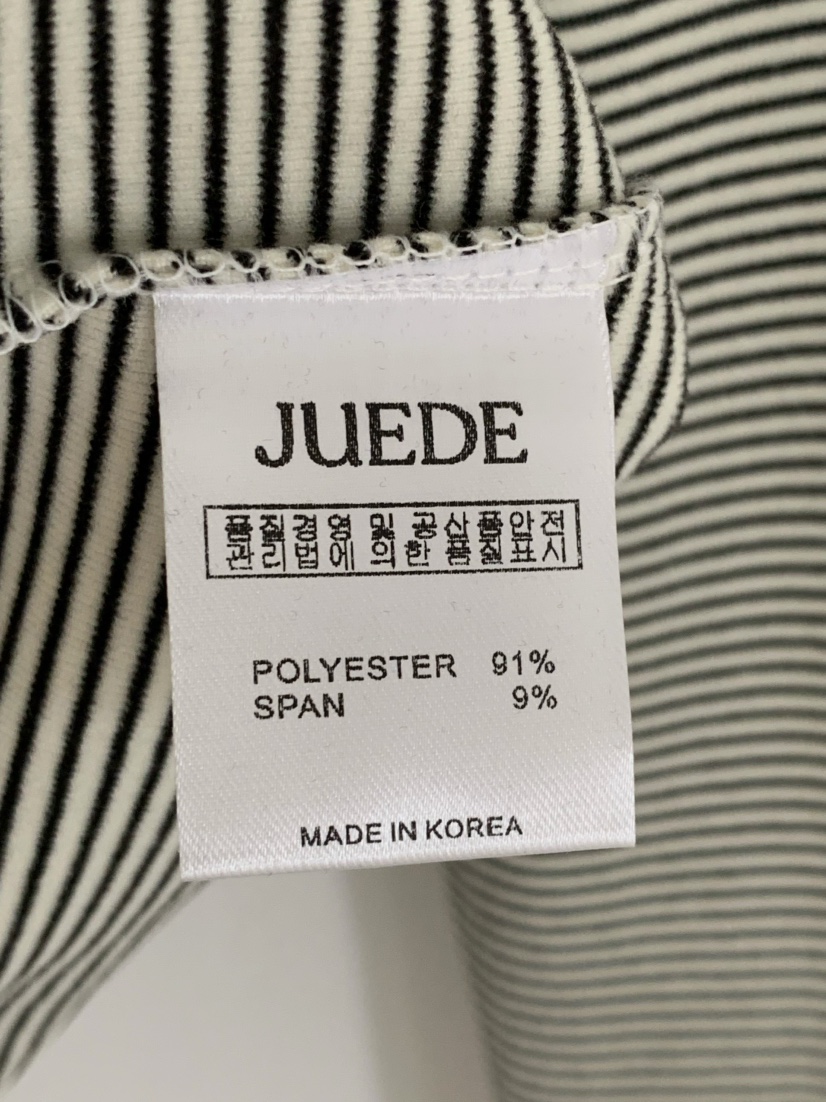 JUEDE
품질경영 및 공산품안전
관리법에 의한 품질표시
POLYESTER 91%
SPAN 9%
MADE IN KOREA